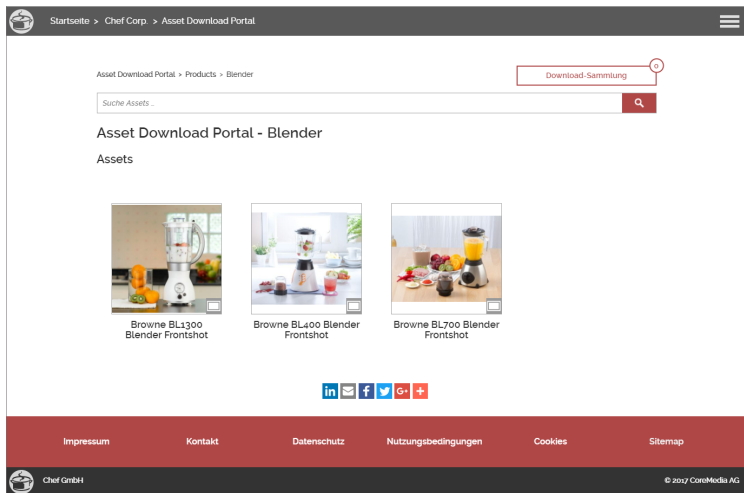 Startseite > Chef Corp. > Asset Download Portal
Asset Download Portal > Products > Blender
Download-Sammlung
0
Suche Assets ...
Asset Download Portal - Blender
Assets
Browne BL1300
Blender Frontshot
Browne BL400 Blender
Frontshot
Browne BL700 Blender
Frontshot
in f G+ +
Impressum Kontakt Datenschutz Nutzungsbedingungen Cookies Sitemap
Chef GmbH © 2017 CoreMedia AG